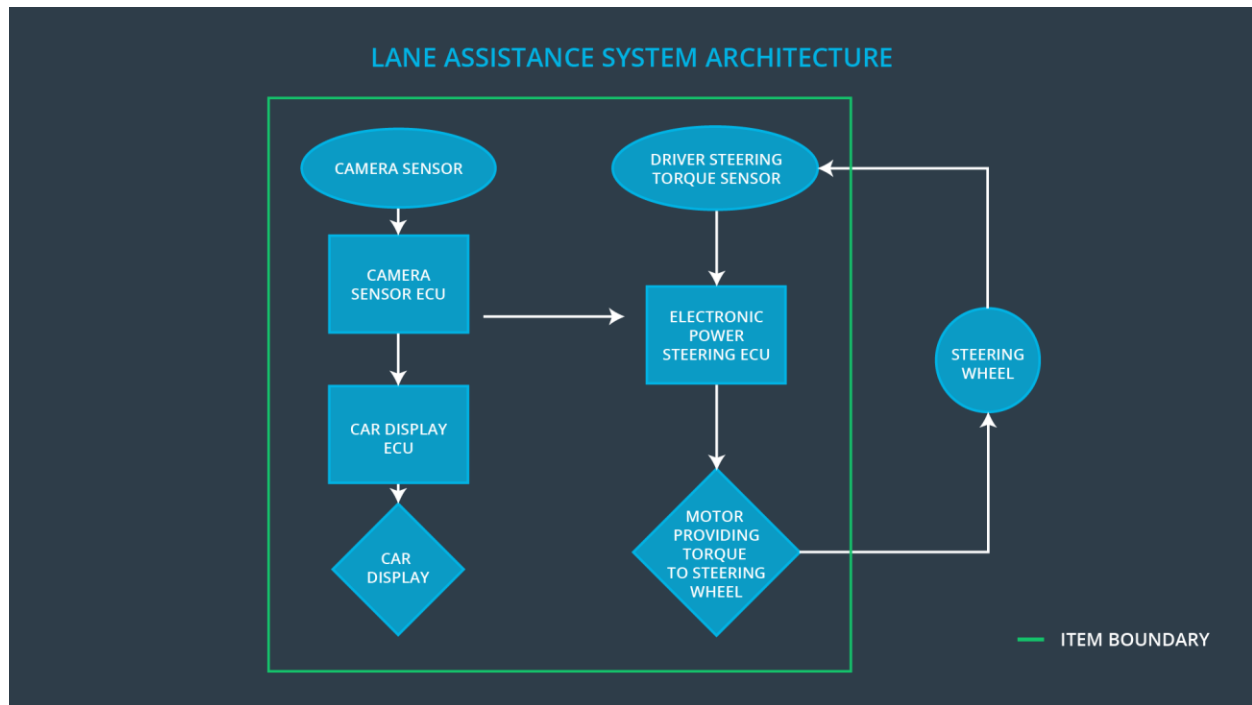 LANE ASSISTANCE SYSTEM ARCHITECTURE
CAMERA SENSOR
CAMERA
SENSOR ECU
CAR DISPLAY
ECU
CAR
DISPLAY
DRIVER STEERING
TORQUE SENSOR
ELECTRONIC
POWER
STEERING ECU
MOTOR
PROVIDING
TORQUE
TO STEERING
WHEEL
STEERING
WHEEL
ITEM BOUNDARY